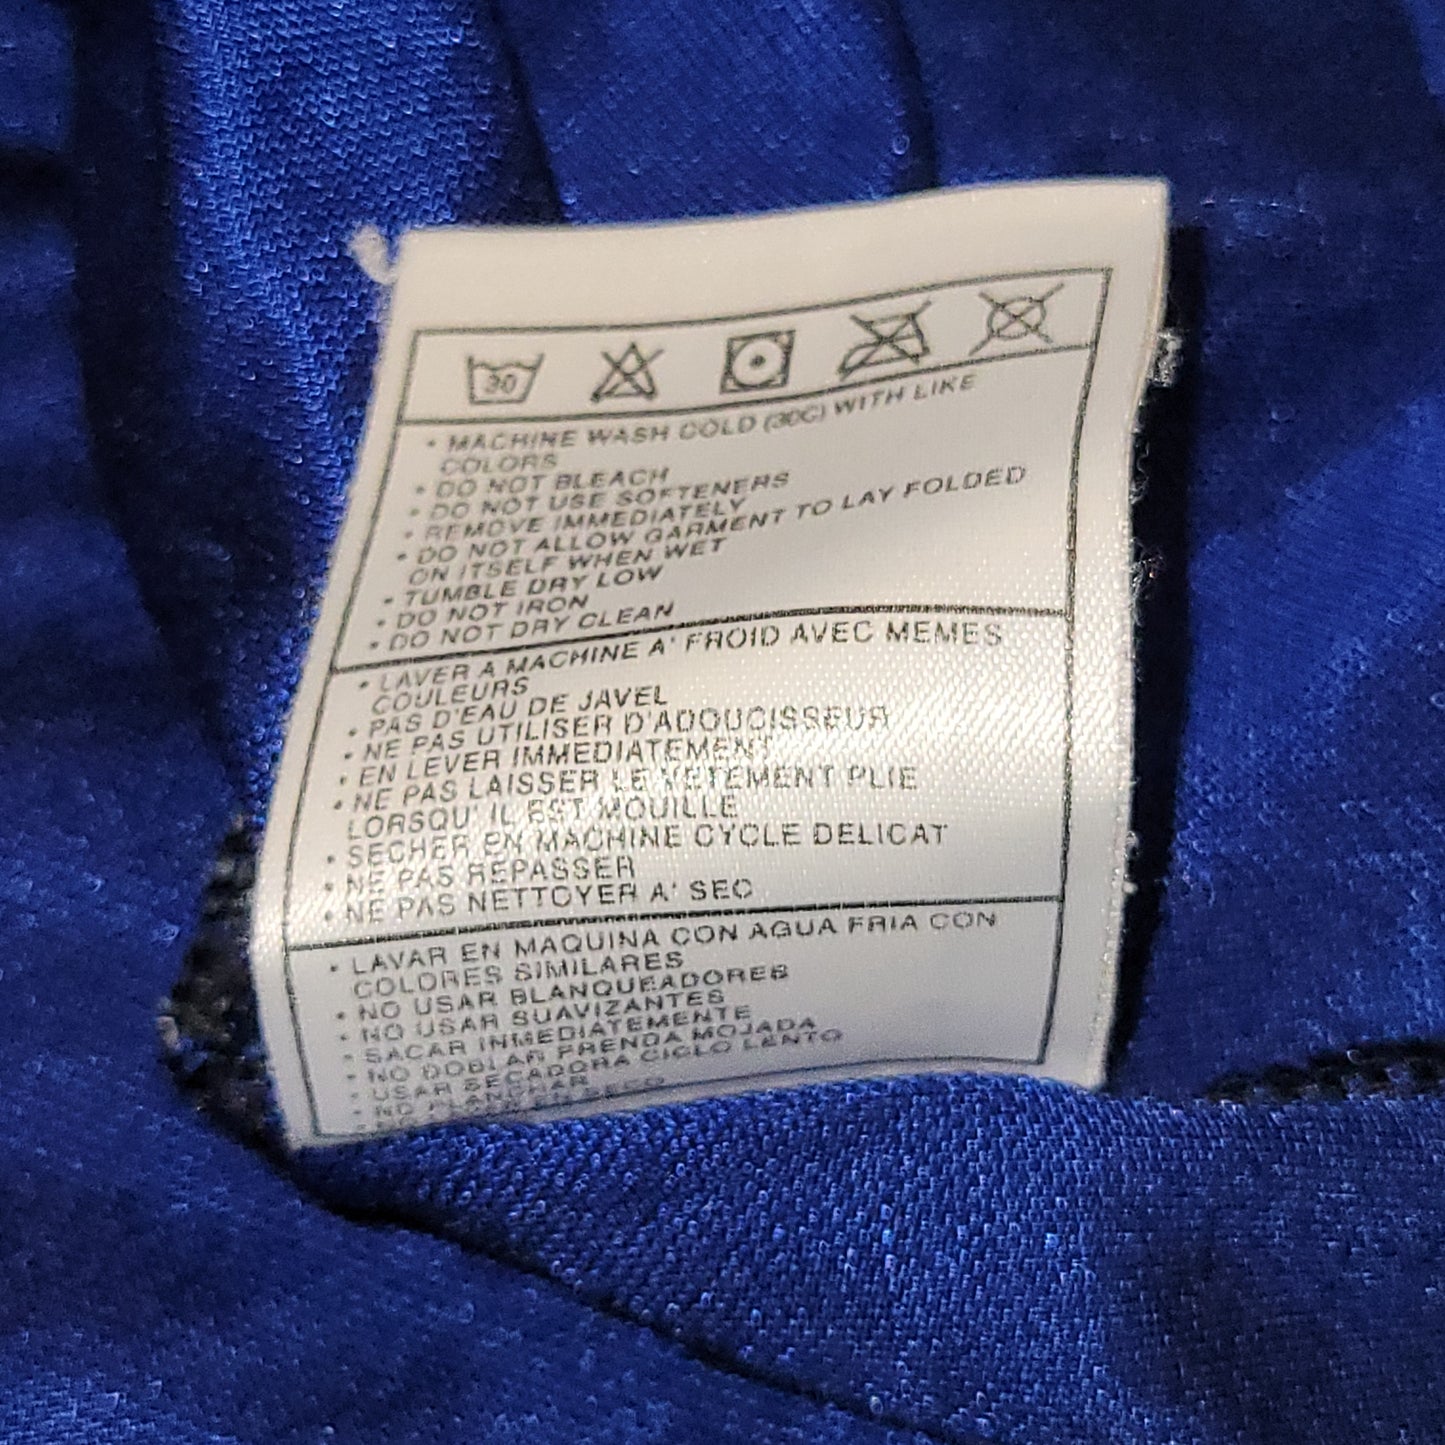 30
• MACHINE WASH COLD (30C) WITH LIKE
COLORS
• DO NOT BLEACH
• DO NOT USE SOFTENERS
• REMOVE IMMEDIATELY
• DO NOT ALLOW GARMENT TO LAY FOLDED
ON ITSELF WHEN WET
• TUMBLE DRY LOW
• DO NOT IRON
• DO NOT DRY CLEAN
• LAVER A MACHINE A' FROID AVEC MEMES
COULEURS
• PAS D'EAU DE JAVEL
• NE PAS UTILISER D'ADOUCISSEUR
• EN LEVER IMMEDIATEMENT
• NE PAS LAISSER LE VETEMENT PLIE
LORSQU' IL EST MOUILLE
• SECHER EN MACHINE CYCLE DELICAT
• NE PAS REPASSER
• NE PAS NETTOYER A' SEC
• LAVAR EN MAQUINA CON AGUA FRIA CON
COLORES SIMILARES
• NO USAR BLANQUEADORES
• NO USAR SUAVIZANTES
• SACAR INMEDIATEMENTE
• NO DOBLAR PRENDA MOJADA
• USAR SECADORA CICLO LENTO
• NO PLANCHAR
SECO